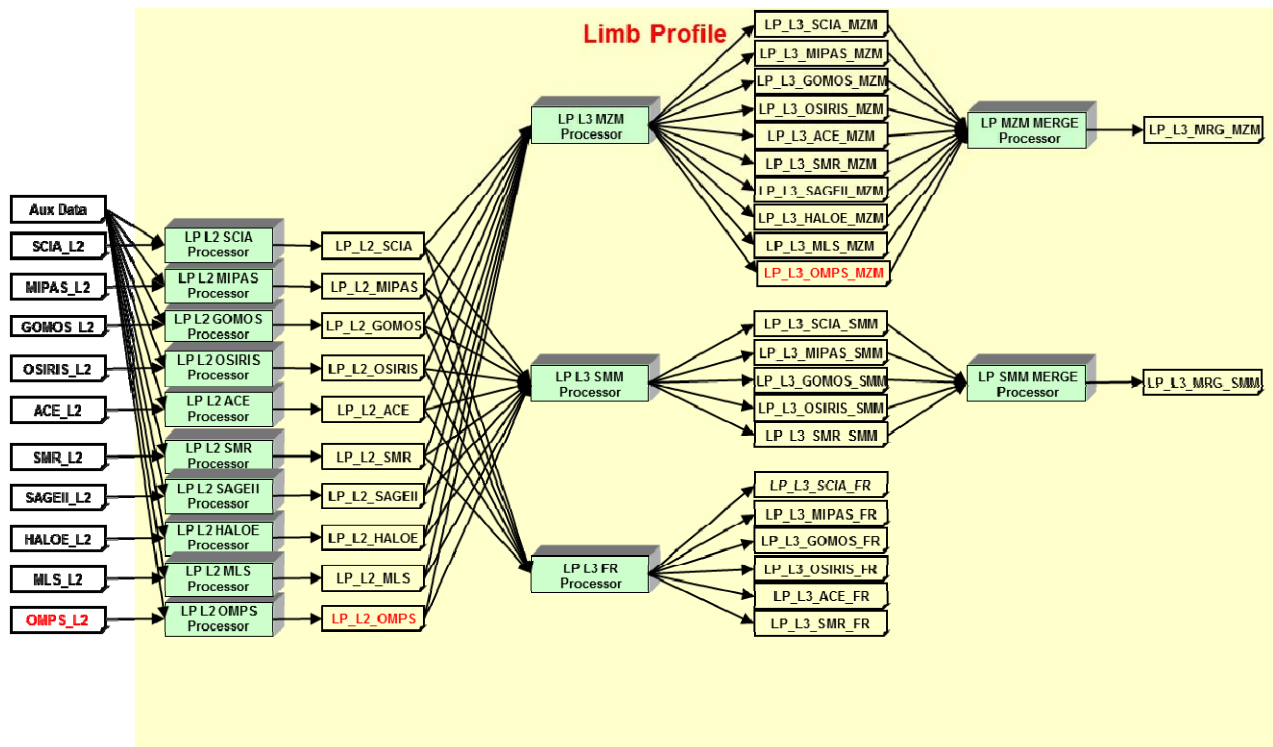 Limb Profile
Aux Data
SCIA_L2
MIPAS_L2
GOMOS_L2
OSIRIS_L2
ACE_L2
SMR_L2
SAGEII_L2
HALOE_L2
MLS_L2
OMPS_L2
LP L2 SCIA
Processor
LP L2 MIPAS
Processor
LP L2 GOMOS
Processor
LP L2 OSIRIS
Processor
LP L2 ACE
Processor
LP L2 SMR
Processor
LP L2 SAGEII
Processor
LP L2 HALOE
Processor
LP L2 MLS
Processor
LP L2 OMPS
Processor
LP_L2_SCIA
LP_L2_MIPAS
LP_L2_GOMOS
LP_L2_OSIRIS
LP_L2_ACE
LP_L2_SMR
LP_L2_SAGEII
LP_L2_HALOE
LP_L2_MLS
LP_L2_OMPS
LP L3 MZM
Processor
LP L3 SMM
Processor
LP L3 FR
Processor
LP_L3_SCIA_MZM
LP_L3_MIPAS_MZM
LP_L3_GOMOS_MZM
LP_L3_OSIRIS_MZM
LP_L3_ACE_MZM
LP_L3_SMR_MZM
LP_L3_SAGEII_MZM
LP_L3_HALOE_MZM
LP_L3_MLS_MZM
LP_L3_OMPS_MZM
LP_L3_SCIA_SMM
LP_L3_MIPAS_SMM
LP_L3_GOMOS_SMM
LP_L3_OSIRIS_SMM
LP_L3_SMR_SMM
LP_L3_SCIA_FR
LP_L3_MIPAS_FR
LP_L3_GOMOS_FR
LP_L3_OSIRIS_FR
LP_L3_ACE_FR
LP_L3_SMR_FR
LP MZM MERGE
Processor
LP SMM MERGE
Processor
LP_L3_MRG_MZM
LP_L3_MRG_SMM